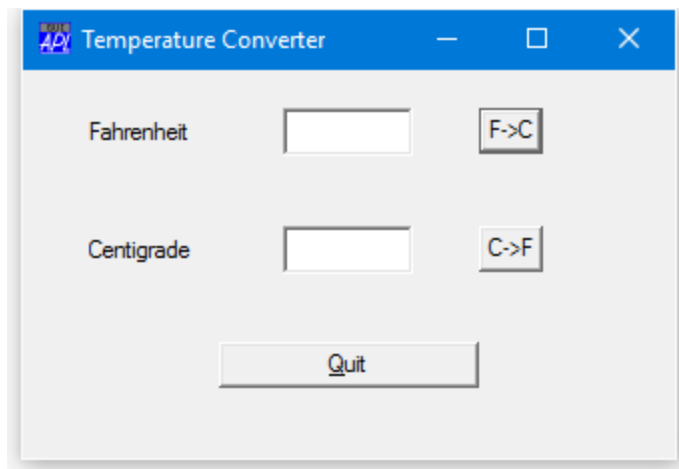 Temperature Converter
Fahrenheit F->C
Centigrade C->F
Quit